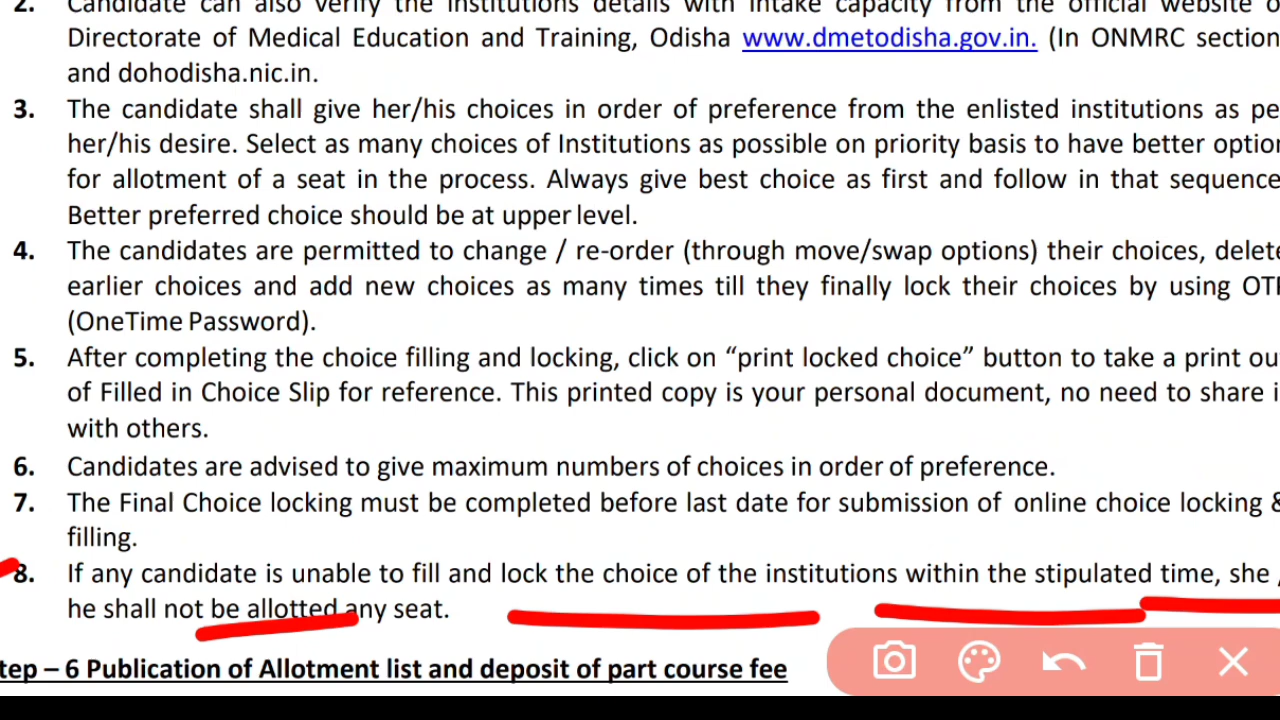 2. Candidate can also verify the institutions details with intake capacity from the official website o
Directorate of Medical Education and Training, Odisha www.dmetodisha.gov.in. (In ONMRC section
and dohodisha.nic.in.
3. The candidate shall give her/his choices in order of preference from the enlisted institutions as pe
her/his desire. Select as many choices of Institutions as possible on priority basis to have better option
for allotment of a seat in the process. Always give best choice as first and follow in that sequence
Better preferred choice should be at upper level.
4. The candidates are permitted to change / re-order (through move/swap options) their choices, delete
earlier choices and add new choices as many times till they finally lock their choices by using OTP
(OneTime Password).
5. After completing the choice filling and locking, click on “print locked choice” button to take a print ou
of Filled in Choice Slip for reference. This printed copy is your personal document, no need to share i
with others.
6. Candidates are advised to give maximum numbers of choices in order of preference.
7. The Final Choice locking must be completed before last date for submission of online choice locking &
filling.
8. If any candidate is unable to fill and lock the choice of the institutions within the stipulated time, she /
he shall not be allotted any seat.
tep – 6 Publication of Allotment list and deposit of part course fee